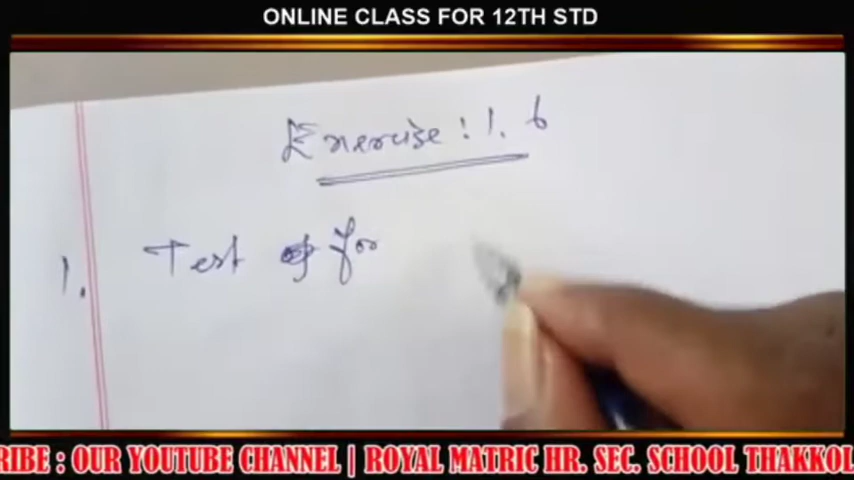 ONLINE CLASS FOR 12TH STD
Exercise : 1. 6
1. Test for
RIBE : OUR YOUTUBE CHANNEL | ROYAL MATRIC HR. SEC. SCHOOL THAKKOL